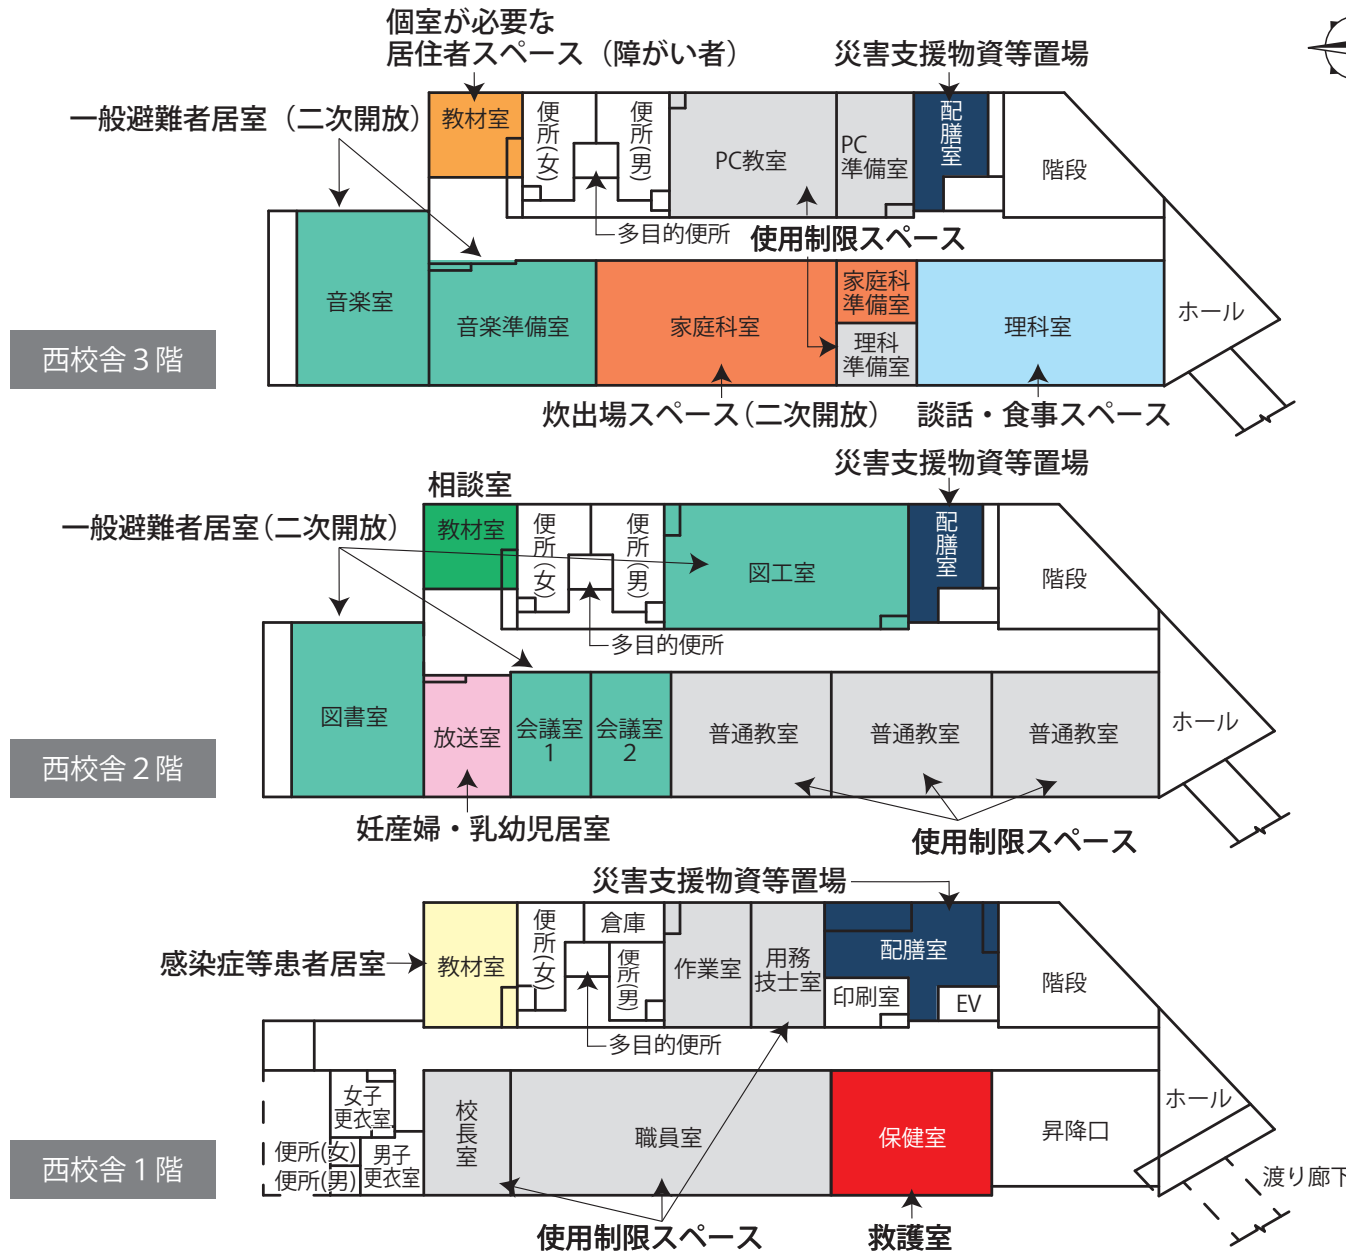 個室が必要な
居住者スペース（障がい者）
災害支援物資等置場
一般避難者居室（二次開放）
教材室
便所(女)
便所(男)
PC教室
PC
準備室
配膳室
階段
多目的便所
使用制限スペース
音楽室
音楽準備室
家庭科室
家庭科
準備室
理科
準備室
理科室
ホール
西校舎３階
炊出場スペース（二次開放）
談話・食事スペース
災害支援物資等置場
相談室
一般避難者居室（二次開放）
教材室
便所(女)
便所(男)
図工室
配膳室
階段
多目的便所
図書室
放送室
会議室
1
会議室
2
普通教室
普通教室
普通教室
ホール
西校舎２階
妊産婦・乳幼児居室
使用制限スペース
災害支援物資等置場
感染症等患者居室
教材室
便所(女)
倉庫
便所(男)
作業室
用務
技士室
配膳室
印刷室
EV
階段
多目的便所
女子
更衣室
便所(女)
便所(男)
男子
更衣室
校長室
職員室
保健室
昇降口
ホール
西校舎１階
渡り廊下
使用制限スペース
救護室